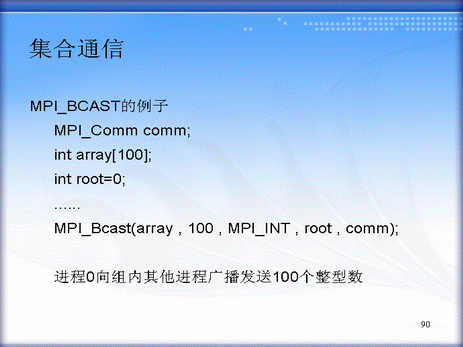 集合通信
MPI_BCAST的例子
MPI_Comm comm;
int array[100];
int root=0;
......
MPI_Bcast(array , 100 , MPI_INT , root , comm);
进程0向组内其他进程广播发送100个整型数
90